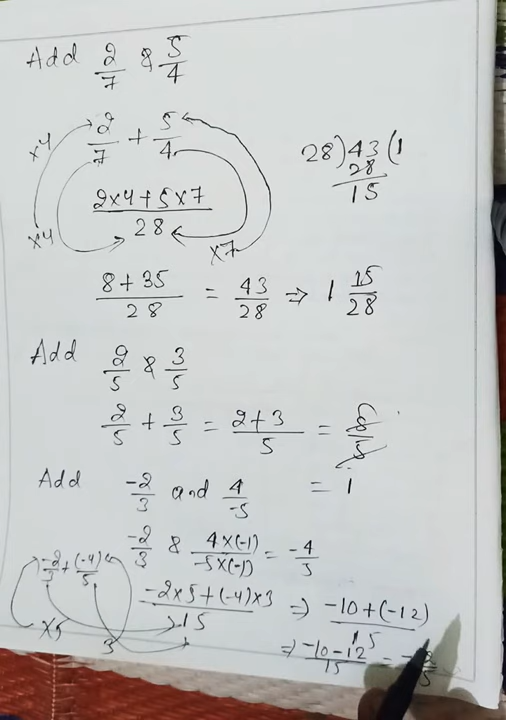 Add 2/7 & 5/4
×4 2/7 + 5/4
2×4+5×7/28
×4 ×7
28)43(1
28
15
8+35/28 = 43/28 ⇒ 1 15/28
Add 2/5 & 3/5
2/5 + 3/5 = 2+3/5 = 5/5
= 1
Add -2/3 and 4/-5
-2/3 & 4×(-1)/-5×(-1) = -4/5
-2/3 + (-4)/5
×5 3
-2×5+(-4)×3/15 ⇒ -10+(-12)/15
⇒ -10-12/15 =